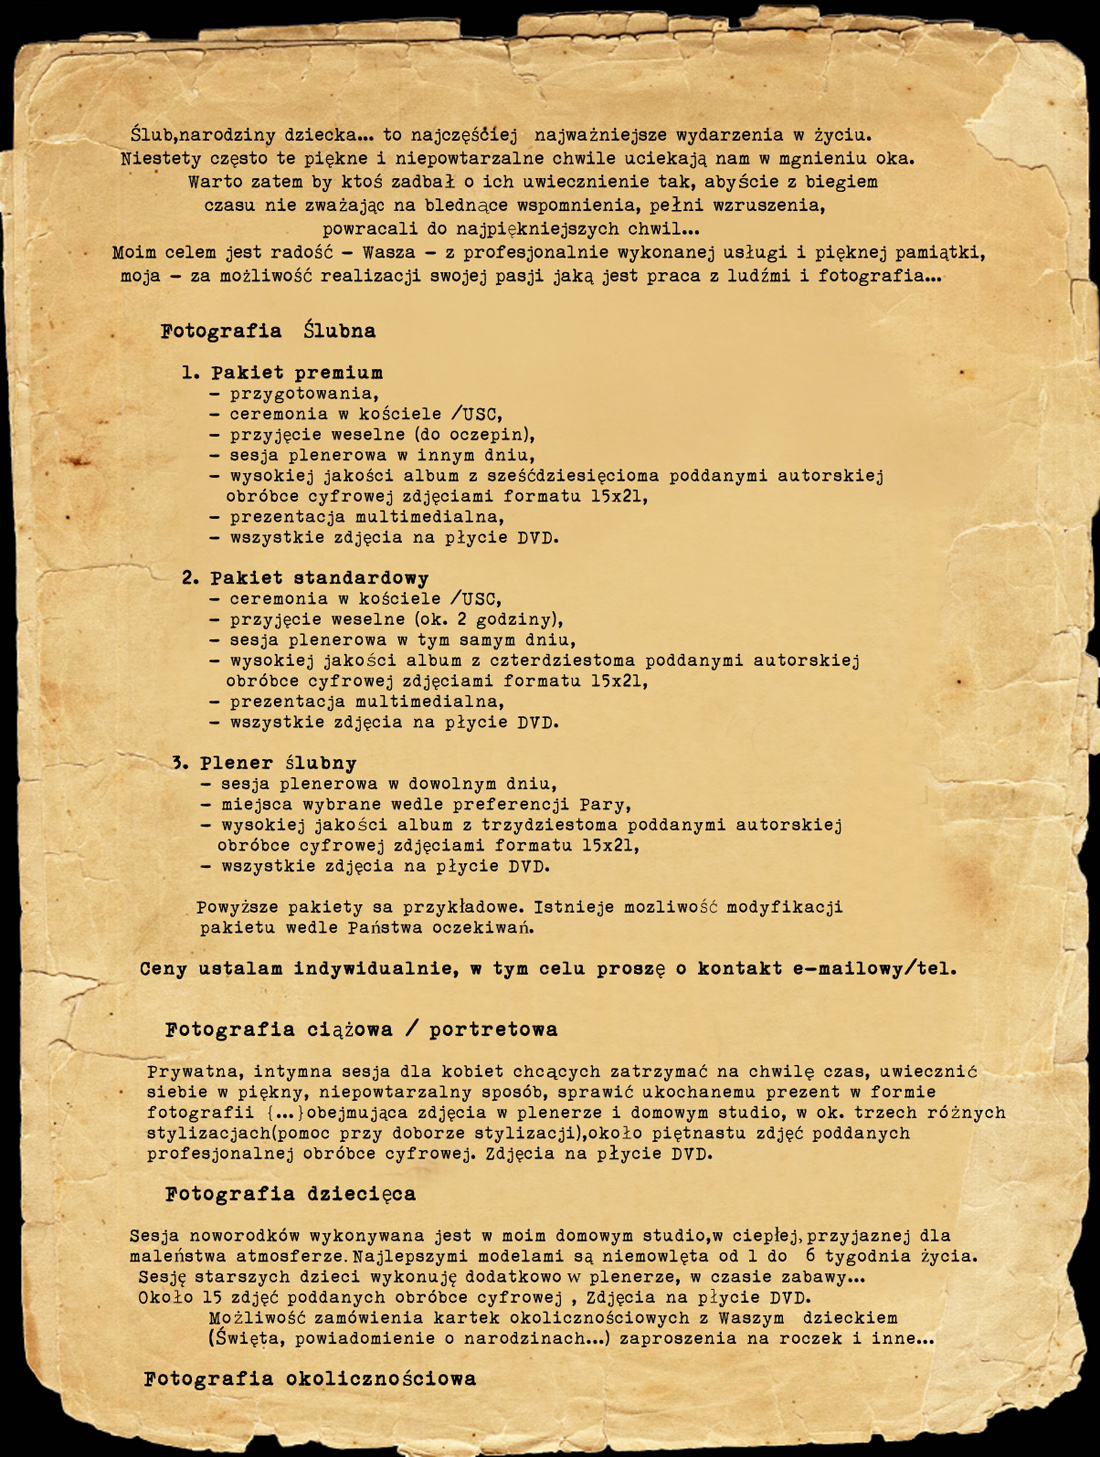 Ślub,narodziny dziecka... to najczęśćiej najważniejsze wydarzenia w życiu.
Niestety często te piękne i niepowtarzalne chwile uciekają nam w mgnieniu oka.
Warto zatem by ktoś zadbał o ich uwiecznienie tak, abyście z biegiem
czasu nie zważając na blednące wspomnienia, pełni wzruszenia,
powracali do najpiękniejszych chwil...
Moim celem jest radość – Wasza – z profesjonalnie wykonanej usługi i pięknej pamiątki,
moja – za możliwość realizacji swojej pasji jaką jest praca z ludźmi i fotografia...
Fotografia Ślubna
1. Pakiet premium
– przygotowania,
– ceremonia w kościele /USC,
– przyjęcie weselne (do oczepin),
– sesja plenerowa w innym dniu,
– wysokiej jakości album z sześćdziesięcioma poddanymi autorskiej
obróbce cyfrowej zdjęciami formatu 15x21,
– prezentacja multimedialna,
– wszystkie zdjęcia na płycie DVD.
2. Pakiet standardowy
– ceremonia w kościele /USC,
– przyjęcie weselne (ok. 2 godziny),
– sesja plenerowa w tym samym dniu,
– wysokiej jakości album z czterdziestoma poddanymi autorskiej
obróbce cyfrowej zdjęciami formatu 15x21,
– prezentacja multimedialna,
– wszystkie zdjęcia na płycie DVD.
3. Plener ślubny
– sesja plenerowa w dowolnym dniu,
– miejsca wybrane wedle preferencji Pary,
– wysokiej jakości album z trzydziestoma poddanymi autorskiej
obróbce cyfrowej zdjęciami formatu 15x21,
– wszystkie zdjęcia na płycie DVD.
Powyższe pakiety sa przykładowe. Istnieje mozliwość modyfikacji
pakietu wedle Państwa oczekiwań.
Ceny ustalam indywidualnie, w tym celu proszę o kontakt e-mailowy/tel.
Fotografia ciążowa / portretowa
Prywatna, intymna sesja dla kobiet chcących zatrzymać na chwilę czas, uwiecznić
siebie w piękny, niepowtarzalny sposób, sprawić ukochanemu prezent w formie
fotografii {...}obejmująca zdjęcia w plenerze i domowym studio, w ok. trzech różnych
stylizacjach(pomoc przy doborze stylizacji),około piętnastu zdjęć poddanych
profesjonalnej obróbce cyfrowej. Zdjęcia na płycie DVD.
Fotografia dziecięca
Sesja noworodków wykonywana jest w moim domowym studio,w ciepłej,przyjaznej dla
maleństwa atmosferze.Najlepszymi modelami są niemowlęta od 1 do 6 tygodnia życia.
Sesję starszych dzieci wykonuję dodatkowo w plenerze, w czasie zabawy...
Około 15 zdjęć poddanych obróbce cyfrowej , Zdjęcia na płycie DVD.
Możliwość zamówienia kartek okolicznościowych z Waszym dzieckiem
(Święta, powiadomienie o narodzinach...) zaproszenia na roczek i inne...
Fotografia okolicznościowa